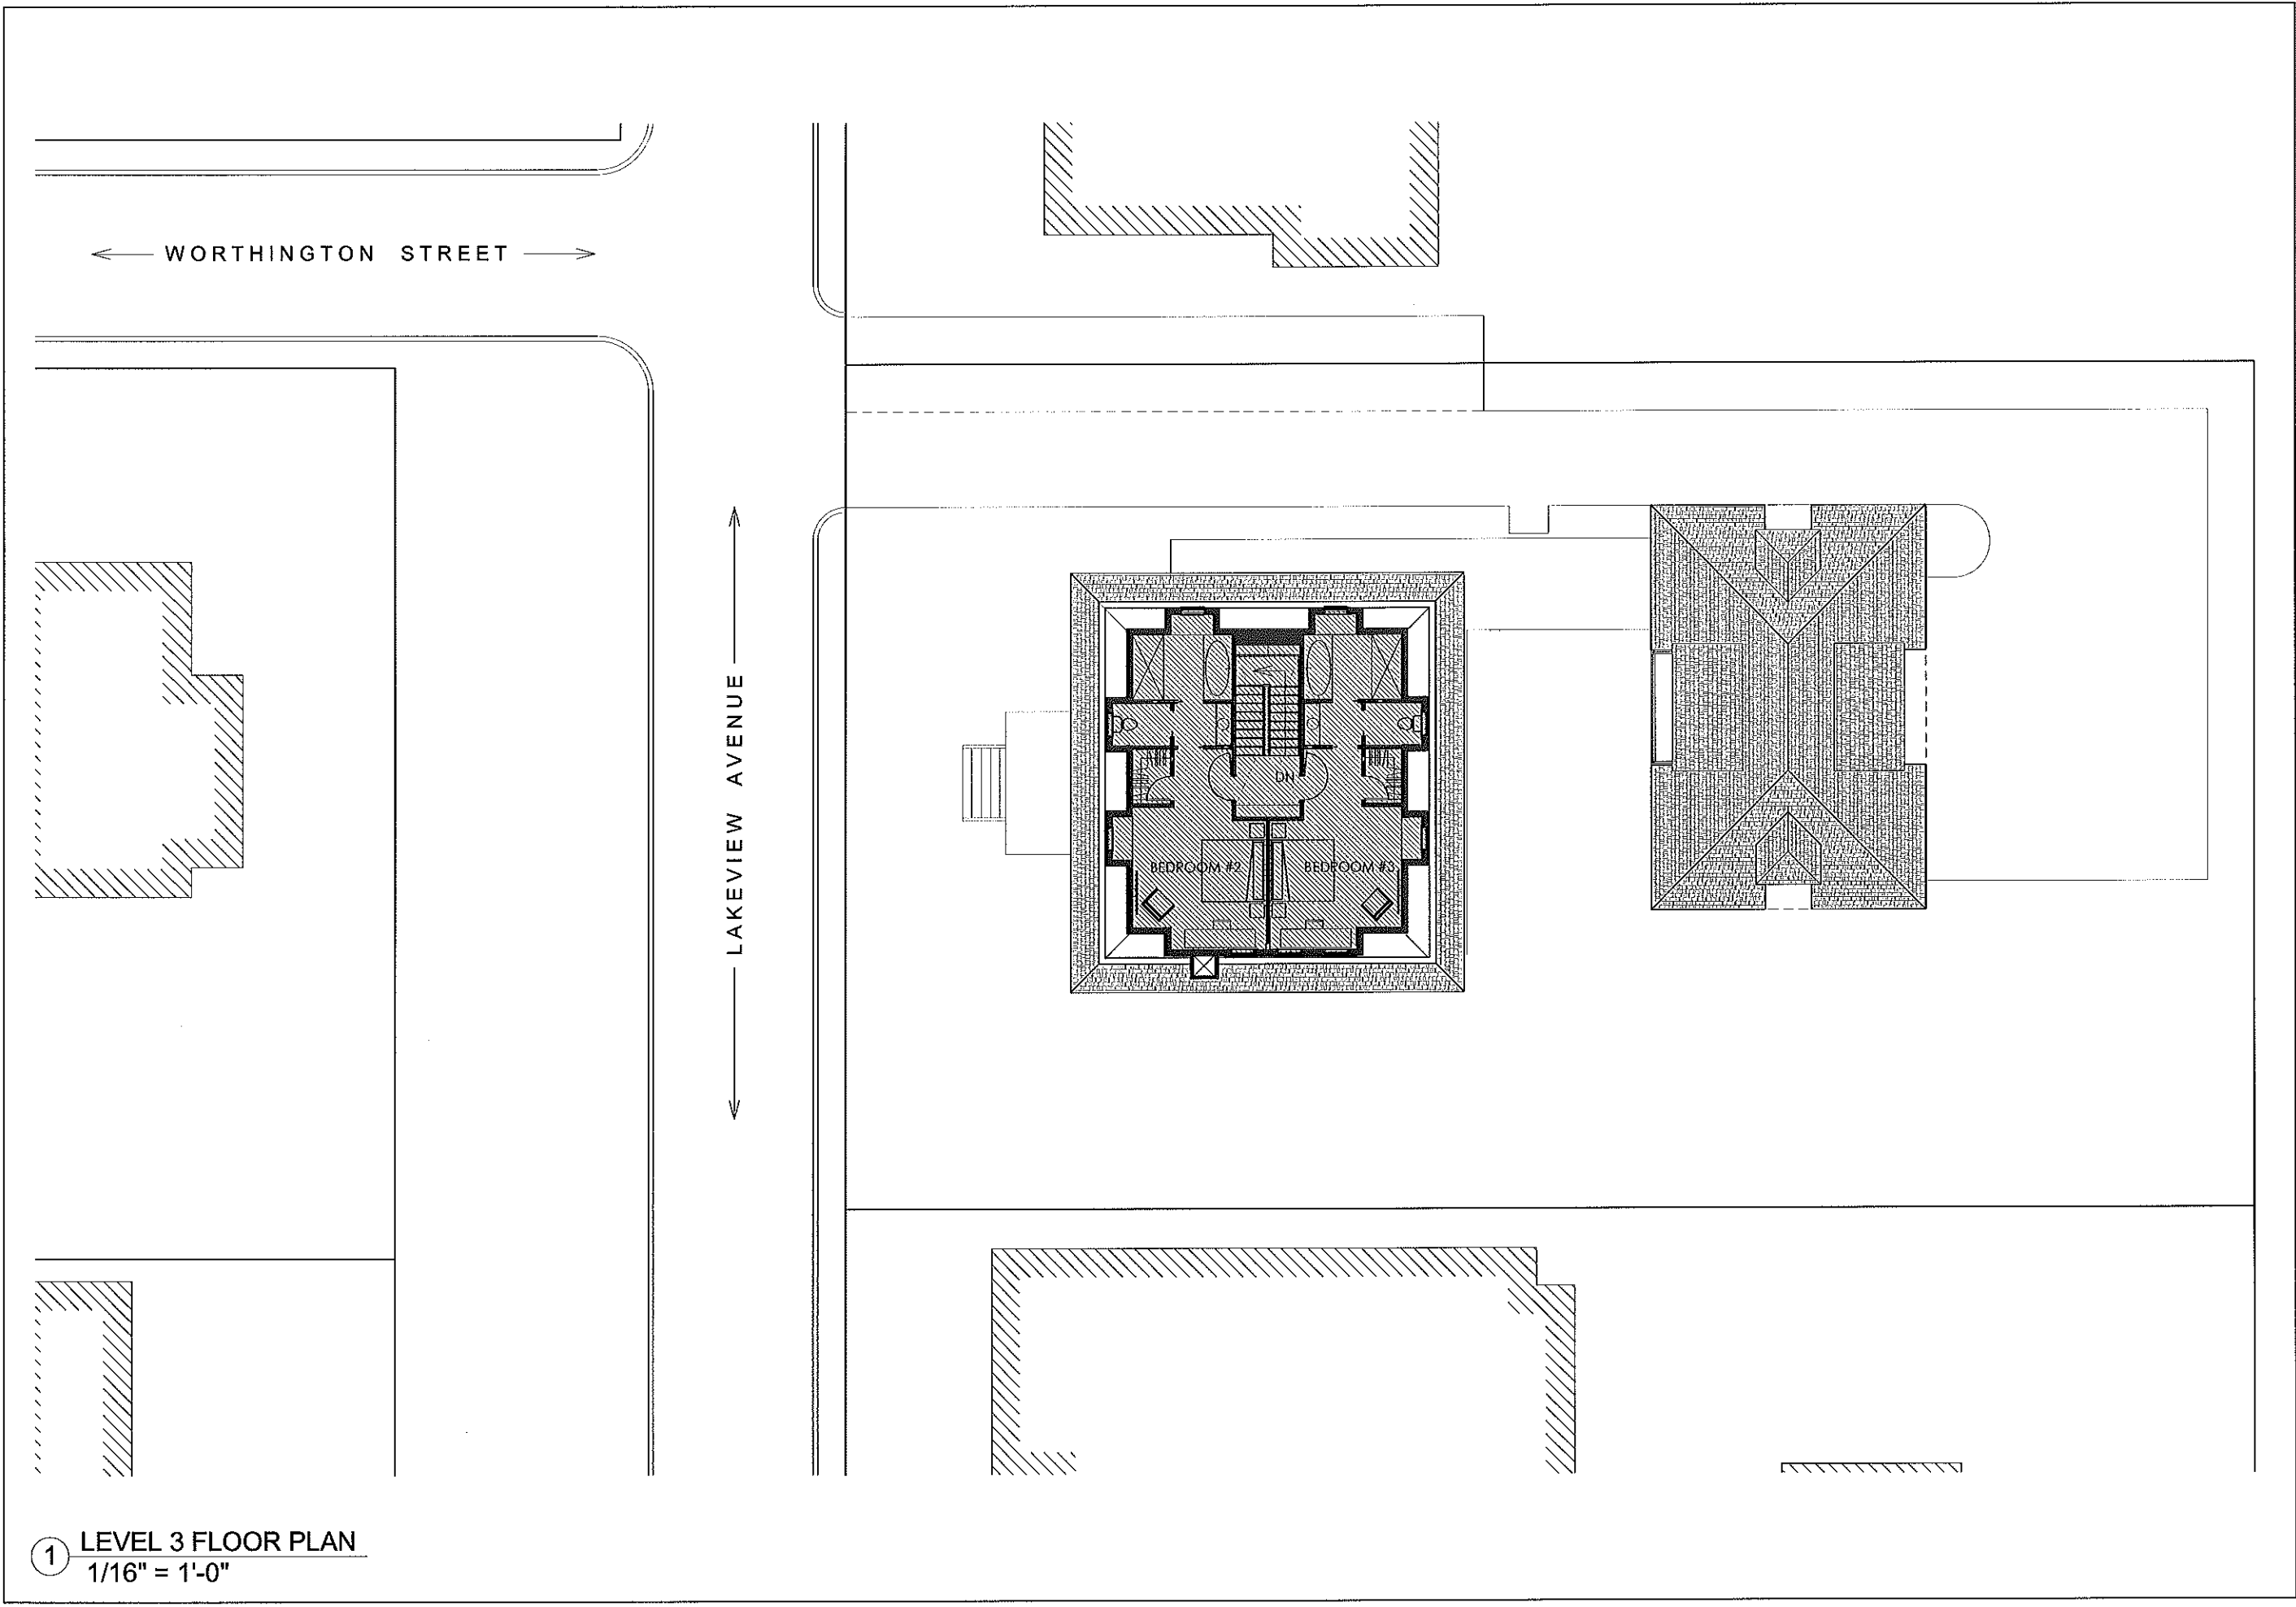 WORTHINGTON STREET
LAKEVIEW AVENUE
DN
BEDROOM #2
BEDROOM #3
1
LEVEL 3 FLOOR PLAN
1/16" = 1'-0"